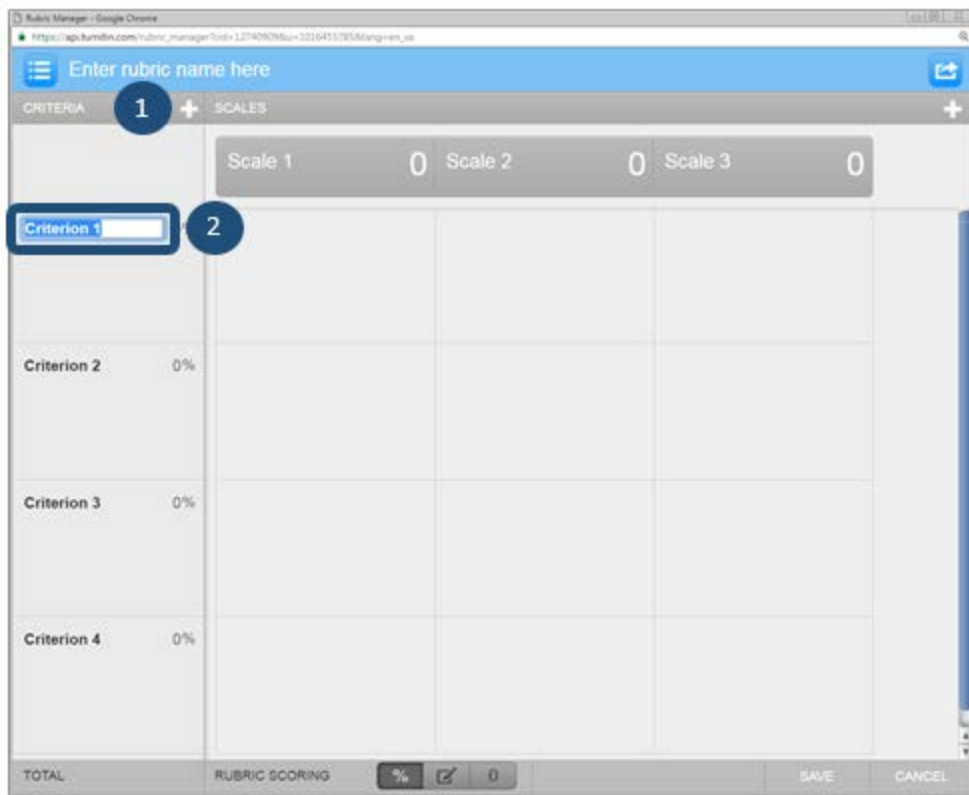 Rubric Manager - Google Chrome
Enter rubric name here
CRITERIA 1 + SCALES +
Scale 1 0 Scale 2 0 Scale 3 0
Criterion 1 2
Criterion 2 0%
Criterion 3 0%
Criterion 4 0%
TOTAL RUBRIC SCORING % 0 SAVE CANCEL